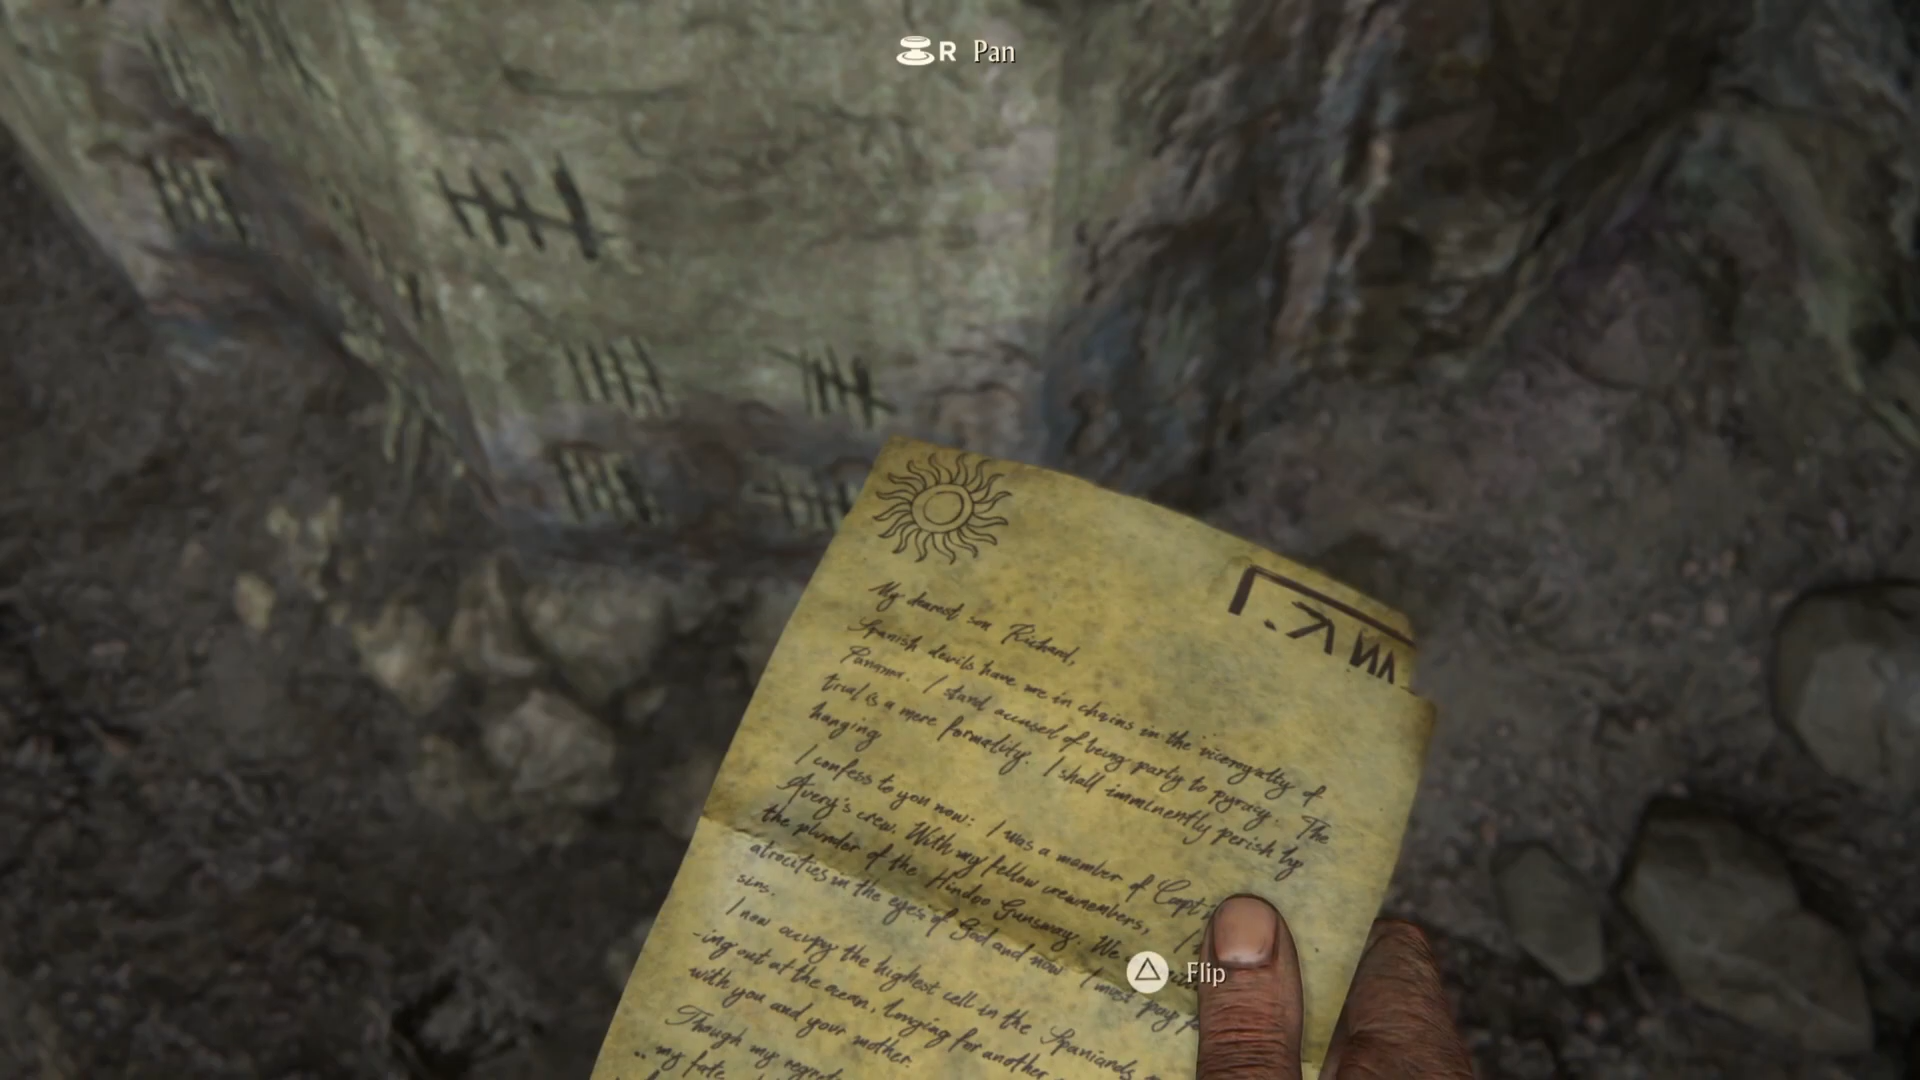 R Pan
My dearest son Richard,
Spanish devils have me in chains in the viceroyalty of
Panama. I stand accused of being party to pyracy. The
trial is a mere formality. I shall imminently perish by
hanging
I confess to you now: I was a member of Capt
Avery's crew. With my fellow crewmembers, I
the plunder of the Hindoo Gunsway. We
atrocities in the eyes of God and now I must pay
sins.
I now occupy the highest cell in the Spaniards
-ing out at the ocean, longing for another
with you and your mother.
Though my regrets
my fate
Flip